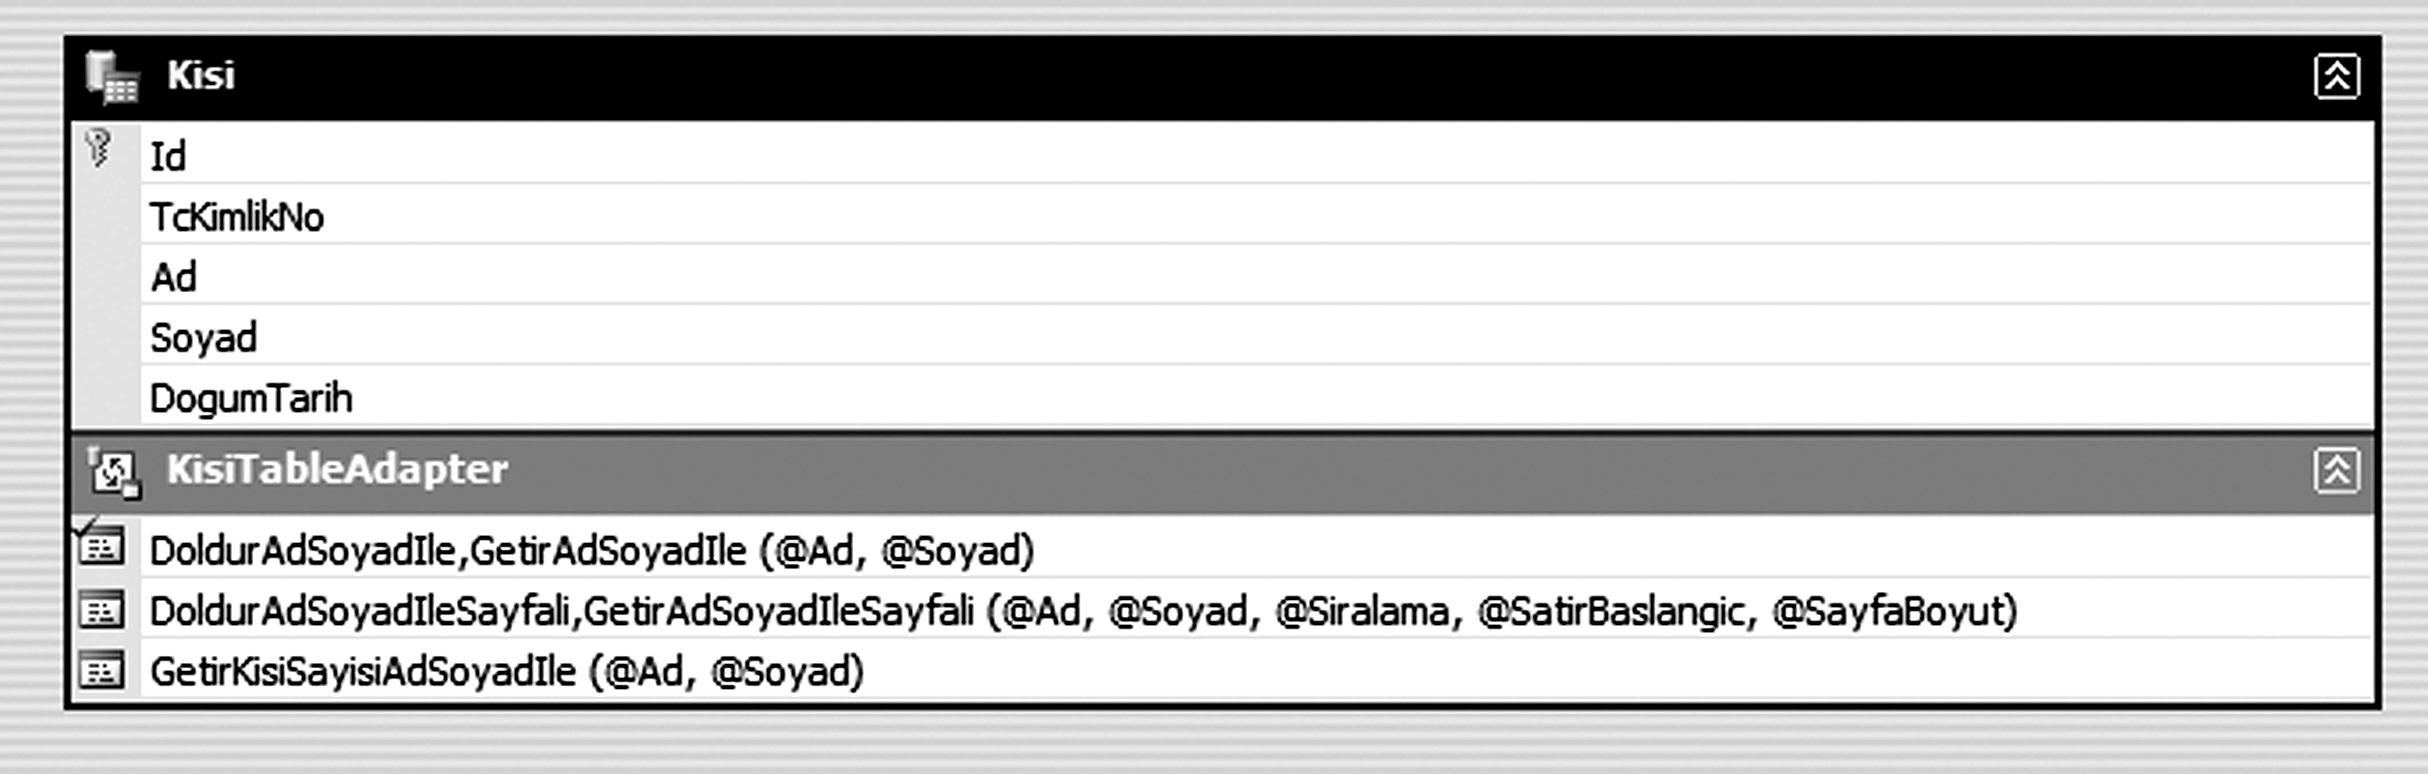 Kisi
Id
TcKimlikNo
Ad
Soyad
DogumTarih
KisiTableAdapter
DoldurAdSoyadIle,GetirAdSoyadIle (@Ad, @Soyad)
DoldurAdSoyadIleSayfali,GetirAdSoyadIleSayfali (@Ad, @Soyad, @Siralama, @SatirBaslangic, @SayfaBoyut)
GetirKisiSayisiAdSoyadIle (@Ad, @Soyad)